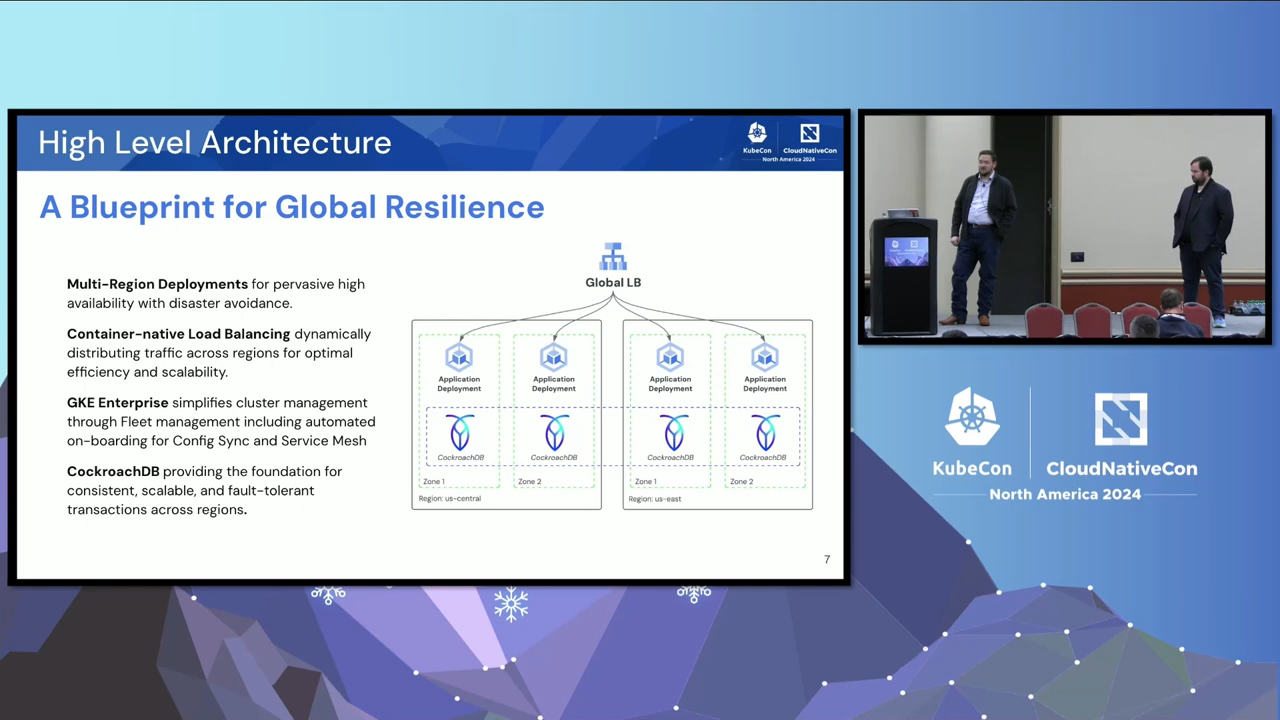 High Level Architecture
KubeCon
CloudNativeCon
North America 2024
A Blueprint for Global Resilience
Multi-Region Deployments for pervasive high
availability with disaster avoidance.
Container-native Load Balancing dynamically
distributing traffic across regions for optimal
efficiency and scalability.
GKE Enterprise simplifies cluster management
through Fleet management including automated
on-boarding for Config Sync and Service Mesh
CockroachDB providing the foundation for
consistent, scalable, and fault-tolerant
transactions across regions.
Global LB
Application
Deployment
Application
Deployment
Application
Deployment
Application
Deployment
CockroachDB
CockroachDB
CockroachDB
CockroachDB
Zone 1
Zone 2
Zone 1
Zone 2
Region: us-central
Region: us-east
7
KubeCon
CloudNativeCon
North America 2024